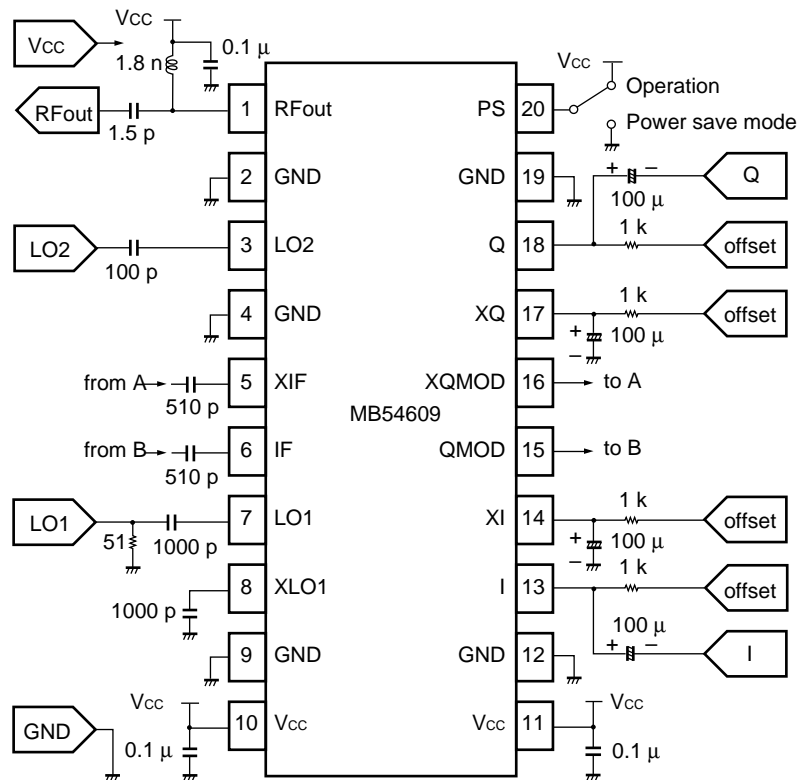 VCC
VCC
0.1 μ
1.8 n
RFout
1.5 p
1
RFout
PS
20
VCC
Operation
Power save mode
2
GND
GND
19
+
−
100 μ
Q
LO2
100 p
3
LO2
Q
18
1 k
offset
4
GND
XQ
17
1 k
+
100 μ
−
offset
from A
510 p
5
XIF
XQMOD
16
to A
MB54609
from B
510 p
6
IF
QMOD
15
to B
LO1
51
1000 p
7
LO1
XI
14
1 k
+
100 μ
−
offset
1000 p
8
XLO1
I
13
1 k
offset
9
GND
GND
12
100 μ
+
−
I
GND
VCC
0.1 μ
10
VCC
VCC
11
VCC
0.1 μ